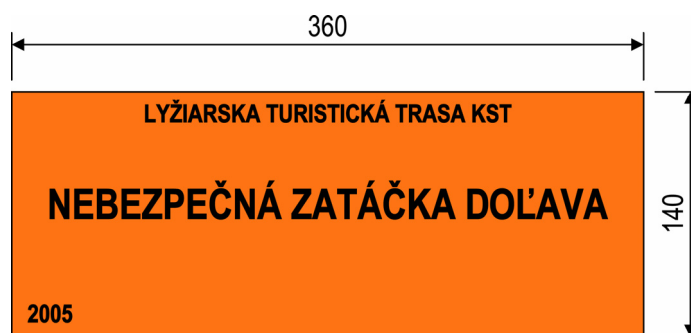 360
LYŽIARSKA TURISTICKÁ TRASA KST
NEBEZPEČNÁ ZATÁČKA DOĽAVA
140
2005